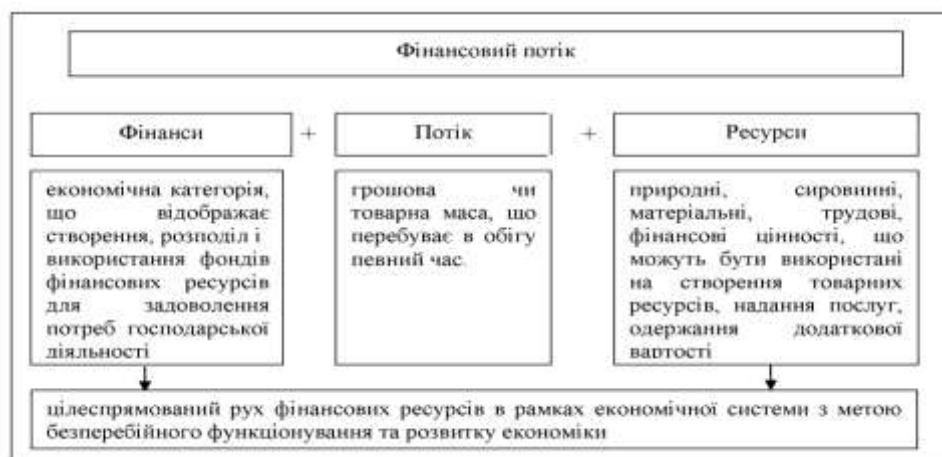 Фінансовий потік
Фінанси + Потік + Ресурси
економічна категорія,
що відображає
створення, розподіл і
використання фондів
фінансових ресурсів
для задоволення
потреб господарської
діяльності
грошова чи
товарна маса, що
перебуває в обігу
певний час.
природні, сировинні,
матеріальні, трудові,
фінансові цінності, що
можуть бути використані
на створення товарних
ресурсів, надання послуг,
одержання додаткової
вартості
цілеспрямований рух фінансових ресурсів в рамках економічної системи з метою
безперебійного функціонування та розвитку економіки